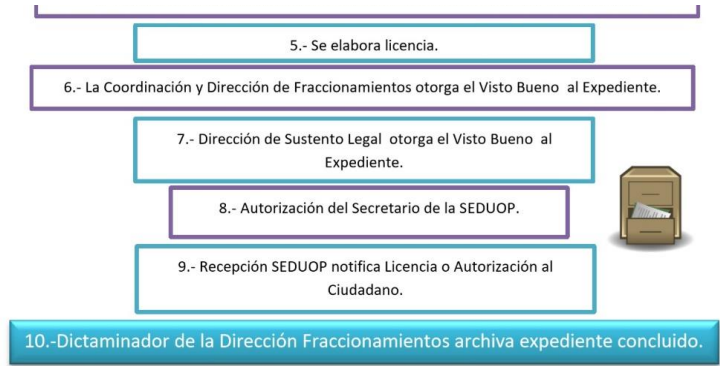 5.- Se elabora licencia.
6.- La Coordinación y Dirección de Fraccionamientos otorga el Visto Bueno  al Expediente.
7.- Dirección de Sustento Legal  otorga el Visto Bueno  al
Expediente.
8.- Autorización del Secretario de la SEDUOP.
9.- Recepción SEDUOP notifica Licencia o Autorización al
Ciudadano.
10.-Dictaminador de la Dirección Fraccionamientos archiva expediente concluido.